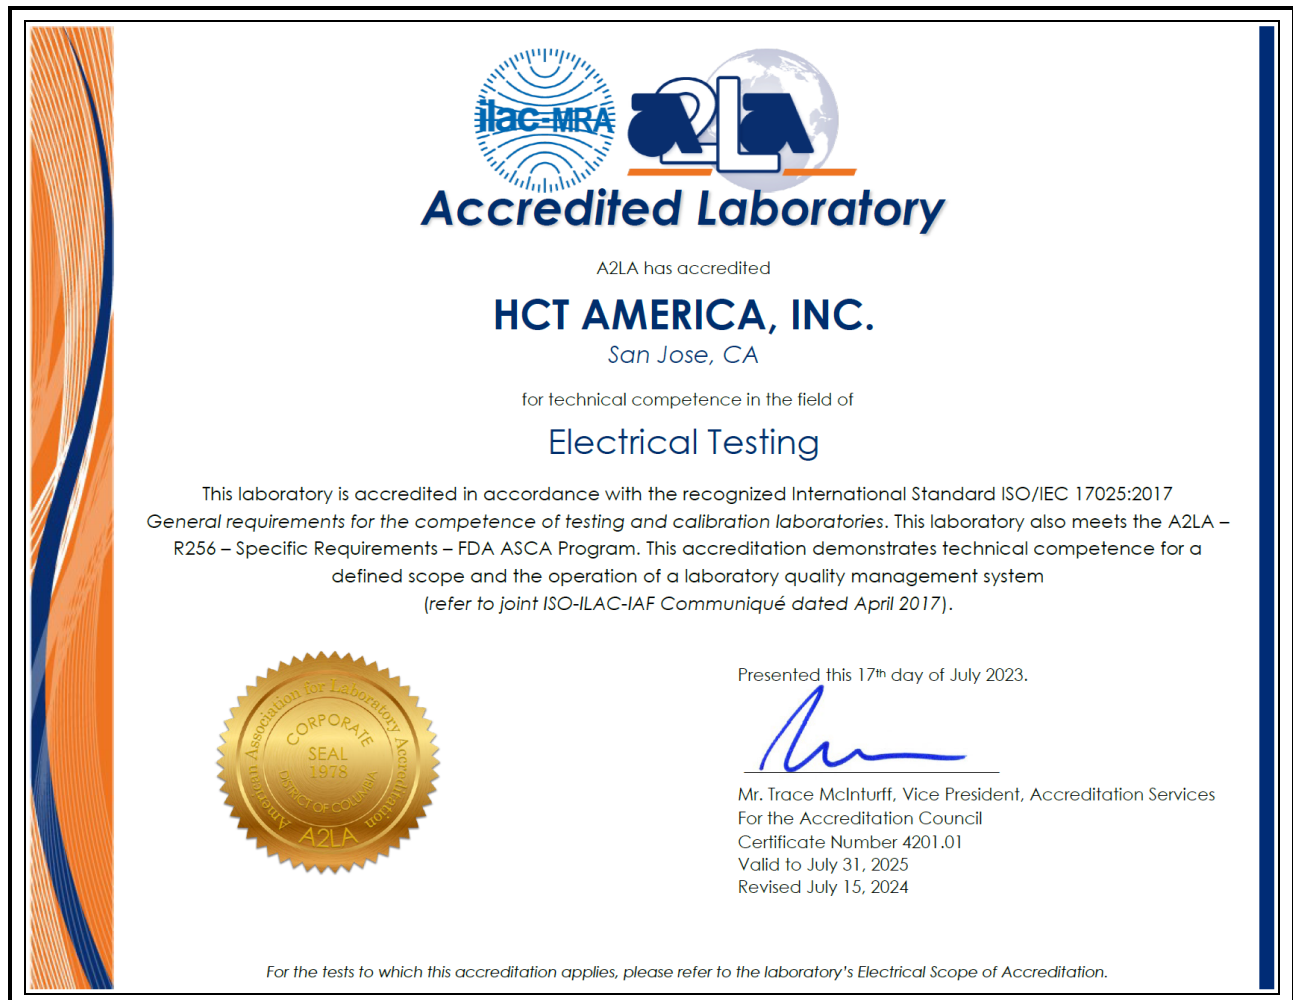 ilac-MRA
A2LA
Accredited Laboratory
A2LA has accredited
HCT AMERICA, INC.
San Jose, CA
for technical competence in the field of
Electrical Testing
This laboratory is accredited in accordance with the recognized International Standard ISO/IEC 17025:2017
General requirements for the competence of testing and calibration laboratories. This laboratory also meets the A2LA –
R256 – Specific Requirements – FDA ASCA Program. This accreditation demonstrates technical competence for a
defined scope and the operation of a laboratory quality management system
(refer to joint ISO-ILAC-IAF Communiqué dated April 2017).
American Association for Laboratory Accreditation
CORPORATE
SEAL
1978
DISTRICT OF COLUMBIA
A2LA
Presented this 17th day of July 2023.
Mr. Trace McInturff, Vice President, Accreditation Services
For the Accreditation Council
Certificate Number 4201.01
Valid to July 31, 2025
Revised July 15, 2024
For the tests to which this accreditation applies, please refer to the laboratory's Electrical Scope of Accreditation.